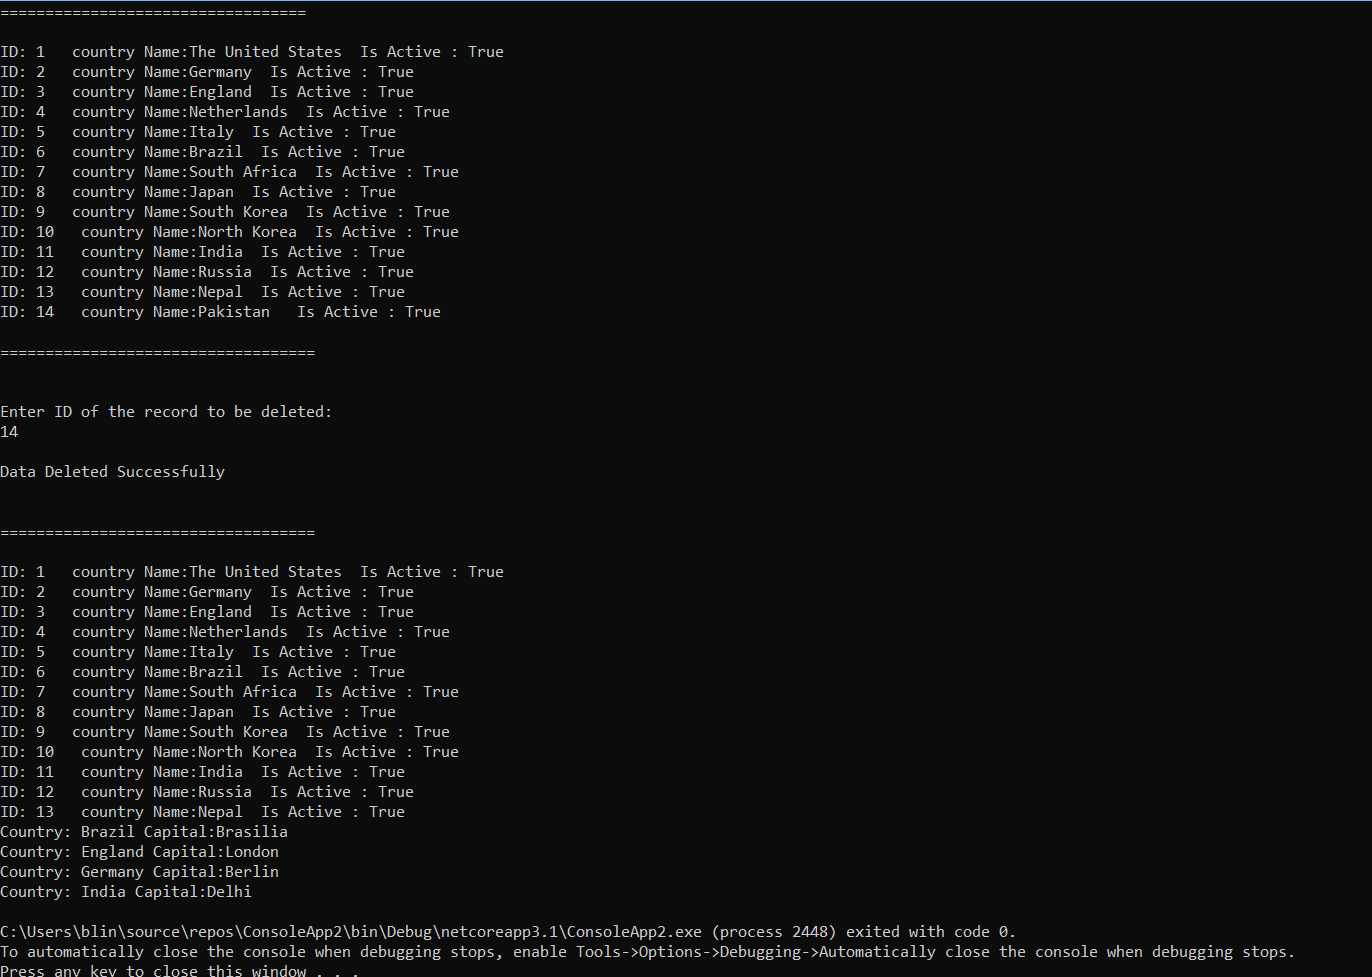 ==================================
ID: 1   country Name:The United States  Is Active : True
ID: 2   country Name:Germany  Is Active : True
ID: 3   country Name:England  Is Active : True
ID: 4   country Name:Netherlands  Is Active : True
ID: 5   country Name:Italy  Is Active : True
ID: 6   country Name:Brazil  Is Active : True
ID: 7   country Name:South Africa  Is Active : True
ID: 8   country Name:Japan  Is Active : True
ID: 9   country Name:South Korea  Is Active : True
ID: 10   country Name:North Korea  Is Active : True
ID: 11   country Name:India  Is Active : True
ID: 12   country Name:Russia  Is Active : True
ID: 13   country Name:Nepal  Is Active : True
ID: 14   country Name:Pakistan   Is Active : True
===================================
Enter ID of the record to be deleted:
14
Data Deleted Successfully
===================================
ID: 1   country Name:The United States  Is Active : True
ID: 2   country Name:Germany  Is Active : True
ID: 3   country Name:England  Is Active : True
ID: 4   country Name:Netherlands  Is Active : True
ID: 5   country Name:Italy  Is Active : True
ID: 6   country Name:Brazil  Is Active : True
ID: 7   country Name:South Africa  Is Active : True
ID: 8   country Name:Japan  Is Active : True
ID: 9   country Name:South Korea  Is Active : True
ID: 10   country Name:North Korea  Is Active : True
ID: 11   country Name:India  Is Active : True
ID: 12   country Name:Russia  Is Active : True
ID: 13   country Name:Nepal  Is Active : True
Country: Brazil Capital:Brasilia
Country: England Capital:London
Country: Germany Capital:Berlin
Country: India Capital:Delhi
C:\Users\blin\source\repos\ConsoleApp2\bin\Debug\netcoreapp3.1\ConsoleApp2.exe (process 2448) exited with code 0.
To automatically close the console when debugging stops, enable Tools->Options->Debugging->Automatically close the console when debugging stops.
Press any key to close this window . . .